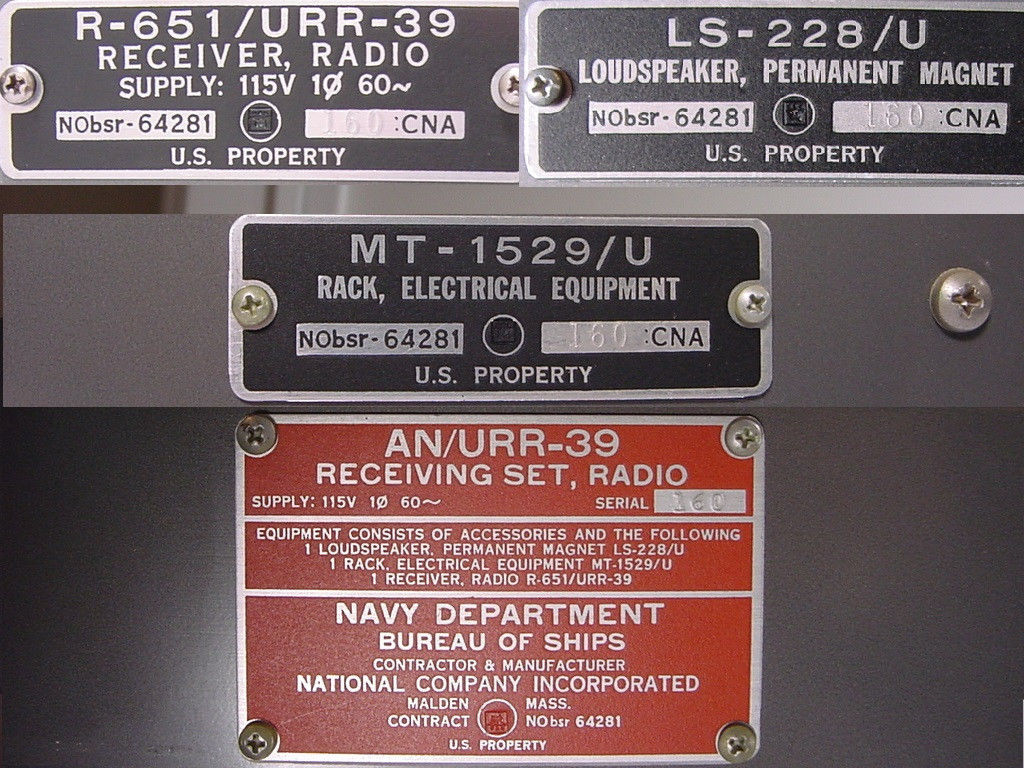 R-651/URR-39
RECEIVER, RADIO
SUPPLY: 115V 1Ø 60~
NObsr-64281 160 :CNA
U.S. PROPERTY
LS-228/U
LOUDSPEAKER, PERMANENT MAGNET
NObsr-64281 160 :CNA
U.S. PROPERTY
MT-1529/U
RACK, ELECTRICAL EQUIPMENT
NObsr-64281 160 :CNA
U.S. PROPERTY
AN/URR-39
RECEIVING SET, RADIO
SUPPLY: 115V 1Ø 60~ SERIAL 160
EQUIPMENT CONSISTS OF ACCESSORIES AND THE FOLLOWING
1 LOUDSPEAKER, PERMANENT MAGNET LS-228/U
1 RACK, ELECTRICAL EQUIPMENT MT-1529/U
1 RECEIVER, RADIO R-651/URR-39
NAVY DEPARTMENT
BUREAU OF SHIPS
CONTRACTOR & MANUFACTURER
NATIONAL COMPANY INCORPORATED
MALDEN MASS.
CONTRACT NObsr 64281
U.S. PROPERTY